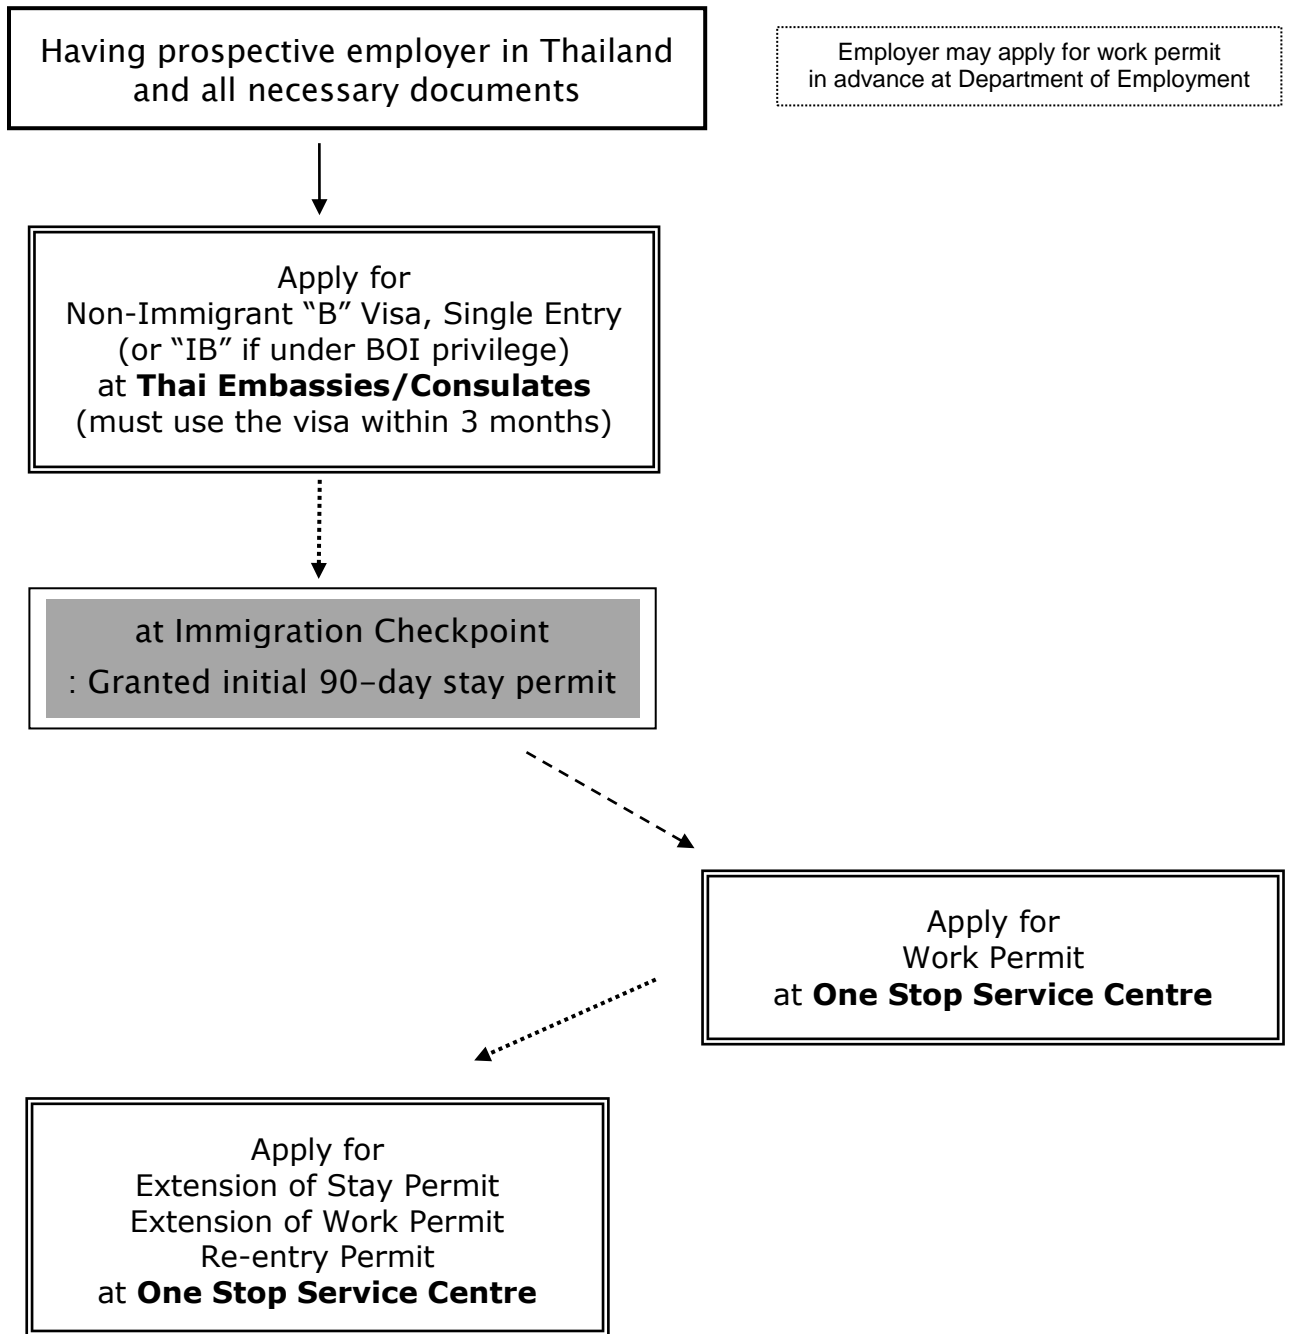 Having prospective employer in Thailand
and all necessary documents
Employer may apply for work permit
in advance at Department of Employment
Apply for
Non-Immigrant “B” Visa, Single Entry
(or “IB” if under BOI privilege)
at Thai Embassies/Consulates
(must use the visa within 3 months)
at Immigration Checkpoint
: Granted initial 90-day stay permit
Apply for
Work Permit
at One Stop Service Centre
Apply for
Extension of Stay Permit
Extension of Work Permit
Re-entry Permit
at One Stop Service Centre